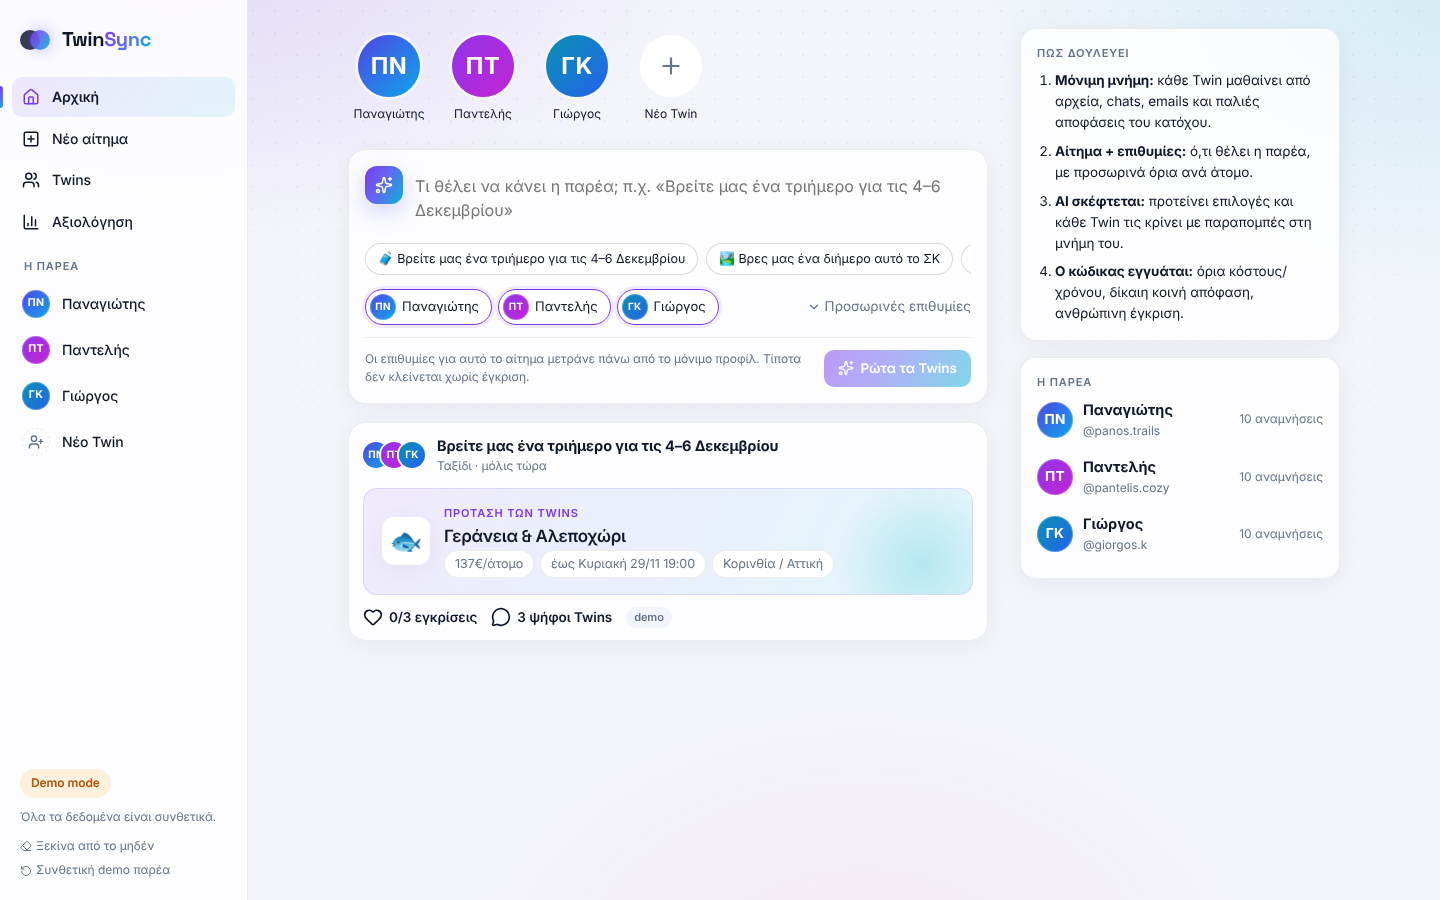 TwinSync
Αρχική
Νέο αίτημα
Twins
Αξιολόγηση
Η ΠΑΡΕΑ
ΠΝ Παναγιώτης
ΠΤ Παντελής
ΓΚ Γιώργος
Νέο Twin
Demo mode
Όλα τα δεδομένα είναι συνθετικά.
Ξεκίνα από το μηδέν
Συνθετική demo παρέα
ΠΝ ΠΤ ΓΚ
Παναγιώτης Παντελής Γιώργος Νέο Twin
Τι θέλει να κάνει η παρέα; π.χ. «Βρείτε μας ένα τριήμερο για τις 4–6
Δεκεμβρίου»
Βρείτε μας ένα τριήμερο για τις 4–6 Δεκεμβρίου Βρες μας ένα διήμερο αυτό το ΣΚ
ΠΝ Παναγιώτης ΠΤ Παντελής ΓΚ Γιώργος Προσωρινές επιθυμίες
Οι επιθυμίες για αυτό το αίτημα μετράνε πάνω από το μόνιμο προφίλ. Τίποτα
δεν κλείνεται χωρίς έγκριση.
Ρώτα τα Twins
ΓΚ
Βρείτε μας ένα τριήμερο για τις 4–6 Δεκεμβρίου
Ταξίδι · μόλις τώρα
ΠΡΟΤΑΣΗ ΤΩΝ TWINS
Γεράνεια & Αλεποχώρι
137€/άτομο έως Κυριακή 29/11 19:00 Κορινθία / Αττική
0/3 εγκρίσεις 3 ψήφοι Twins demo
ΠΩΣ ΔΟΥΛΕΥΕΙ
1. Μόνιμη μνήμη: κάθε Twin μαθαίνει από
αρχεία, chats, emails και παλιές
αποφάσεις του κατόχου.
2. Αίτημα + επιθυμίες: ό,τι θέλει η παρέα,
με προσωρινά όρια ανά άτομο.
3. AI σκέφτεται: προτείνει επιλογές και
κάθε Twin τις κρίνει με παραπομπές στη
μνήμη του.
4. Ο κώδικας εγγυάται: όρια κόστους/
χρόνου, δίκαιη κοινή απόφαση,
ανθρώπινη έγκριση.
Η ΠΑΡΕΑ
ΠΝ Παναγιώτης 10 αναμνήσεις
@panos.trails
ΠΤ Παντελής 10 αναμνήσεις
@pantelis.cozy
ΓΚ Γιώργος 10 αναμνήσεις
@giorgos.k